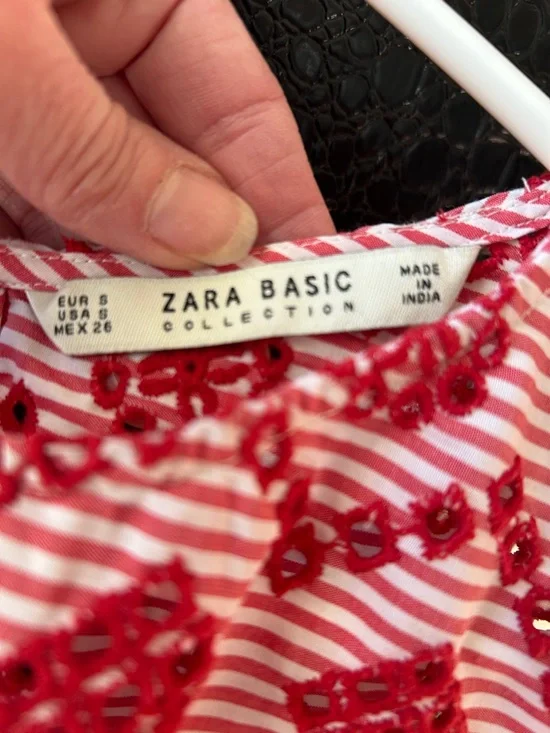 EUR S
USA S
MEX 26
ZARA BASIC
COLLECTION
MADE
IN
INDIA